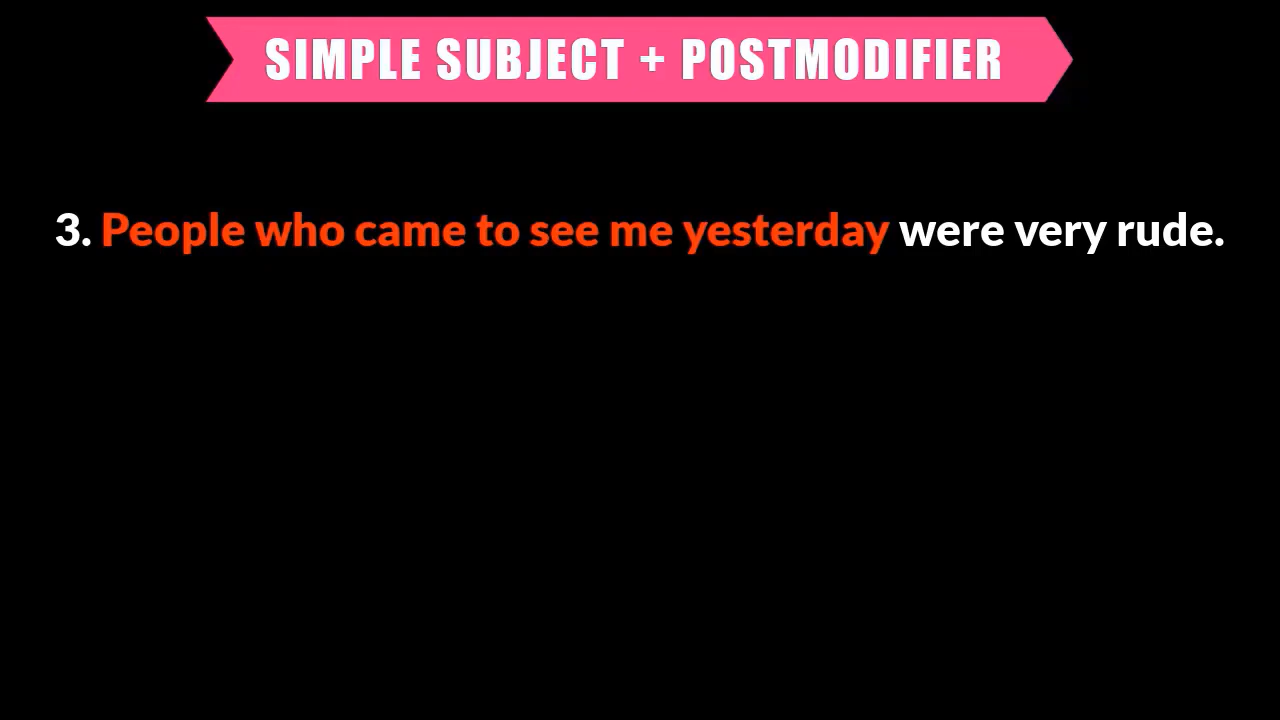 SIMPLE SUBJECT + POSTMODIFIER
3. People who came to see me yesterday were very rude.